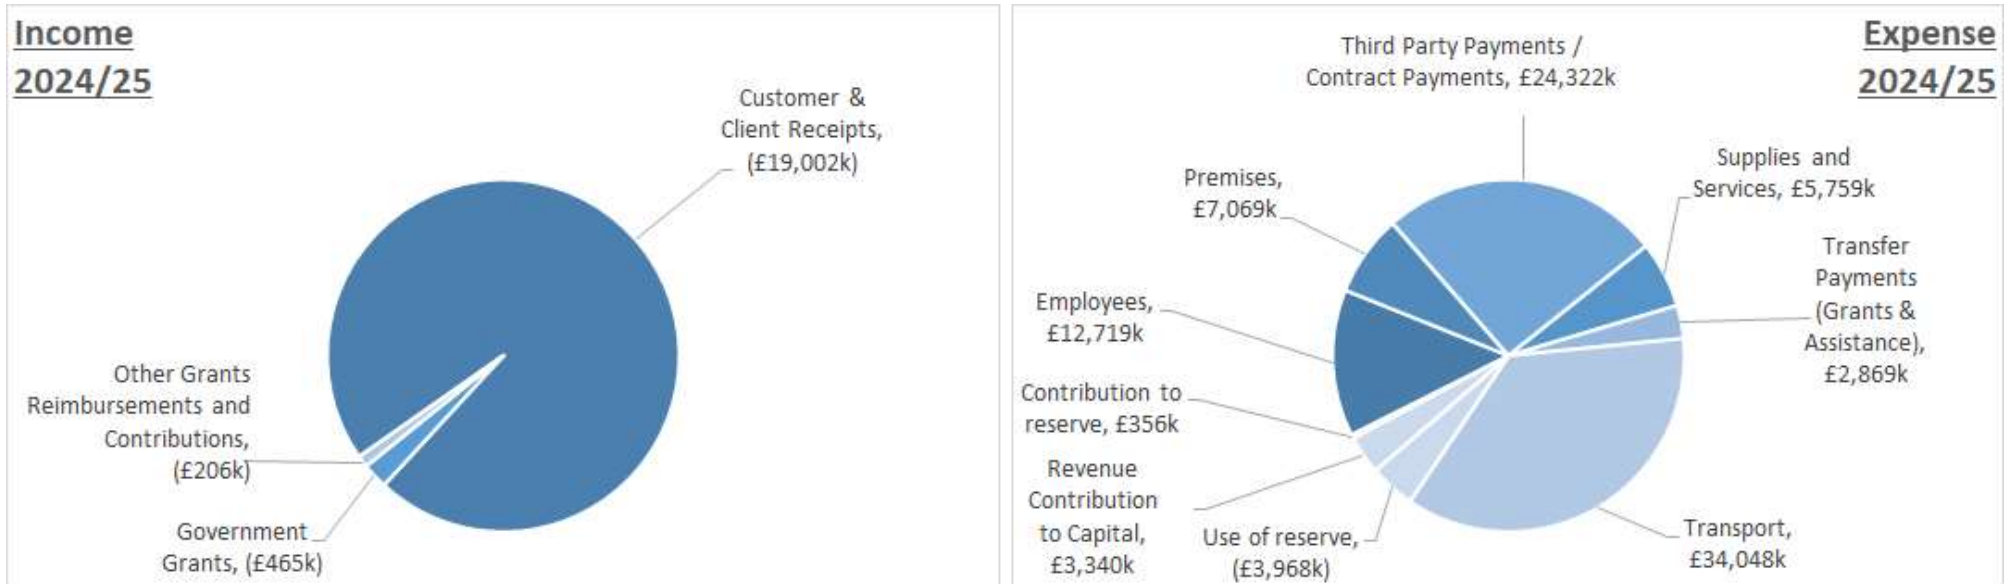 Income
2024/25
Customer &
Client Receipts,
(£19,002k)
Other Grants
Reimbursements and
Contributions,
(£206k)
Government
Grants, (£465k)
Expense
2024/25
Third Party Payments /
Contract Payments, £24,322k
Supplies and
Services, £5,759k
Premises,
£7,069k
Transfer
Payments
(Grants &
Assistance),
£2,869k
Employees,
£12,719k
Contribution to
reserve, £356k
Revenue
Contribution
to Capital,
£3,340k
Use of reserve,
(£3,968k)
Transport,
£34,048k